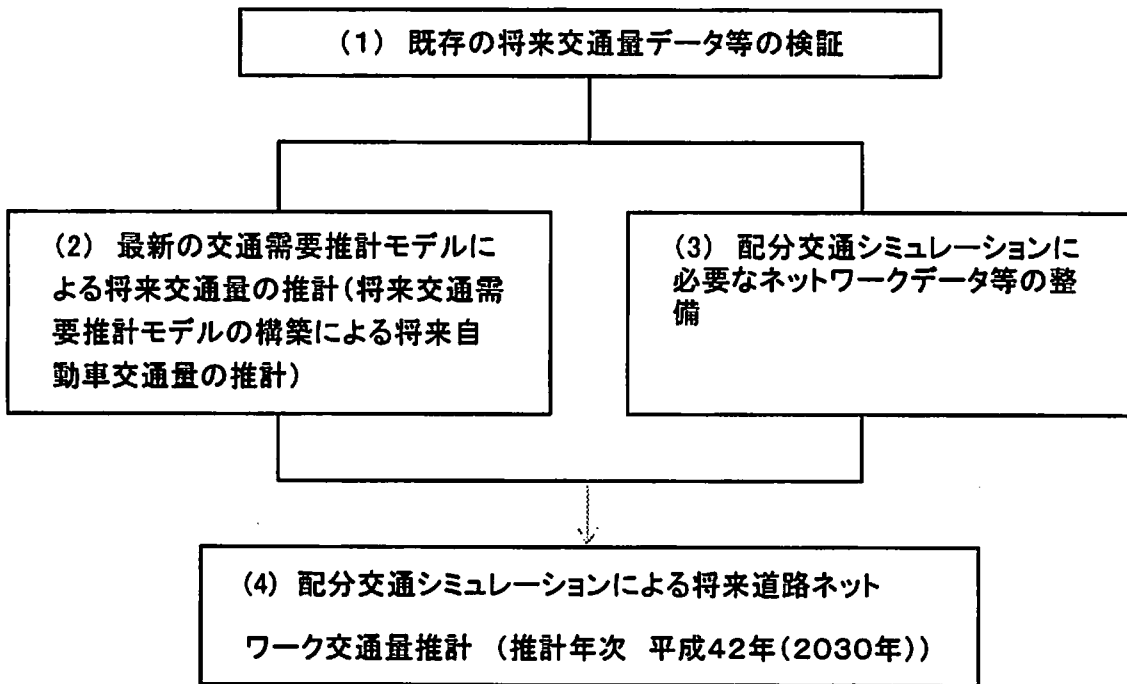 (1) 既存の将来交通量データ等の検証
(2) 最新の交通需要推計モデルに
よる将来交通量の推計(将来交通需
要推計モデルの構築による将来自
動車交通量の推計)
(3) 配分交通シミュレーションに
必要なネットワークデータ等の整
備
(4) 配分交通シミュレーションによる将来道路ネット
ワーク交通量推計 (推計年次 平成42年(2030年))